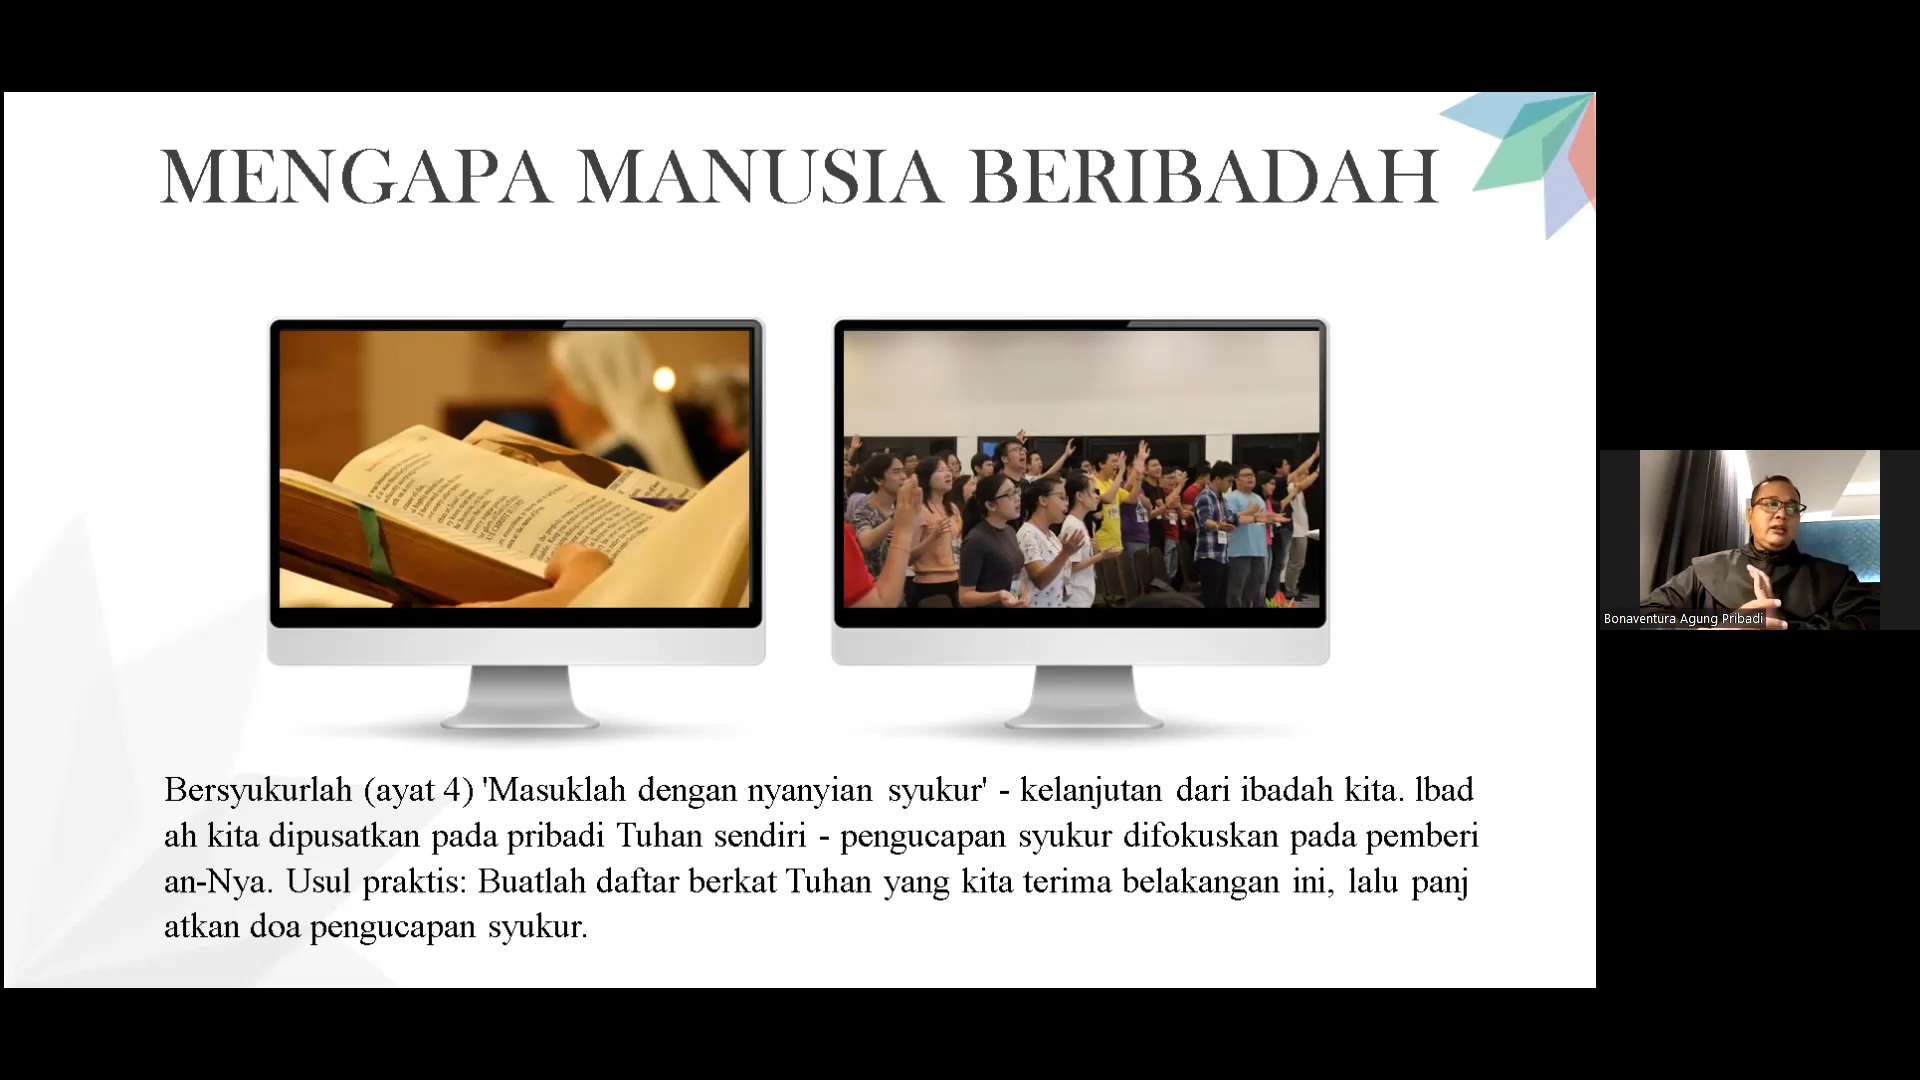 MENGAPA MANUSIA BERIBADAH
Bersyukurlah (ayat 4) 'Masuklah dengan nyanyian syukur' - kelanjutan dari ibadah kita. lbad
ah kita dipusatkan pada pribadi Tuhan sendiri - pengucapan syukur difokuskan pada pemberi
an-Nya. Usul praktis: Buatlah daftar berkat Tuhan yang kita terima belakangan ini, lalu panj
atkan doa pengucapan syukur.
Bonaventura Agung Pribadi